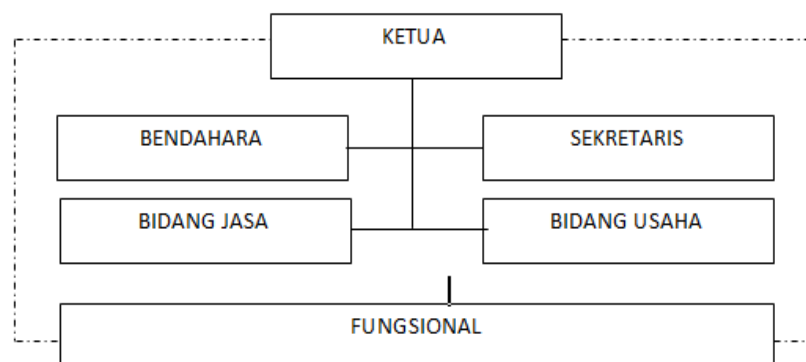 KETUA
BENDAHARA
SEKRETARIS
BIDANG JASA
BIDANG USAHA
FUNGSIONAL